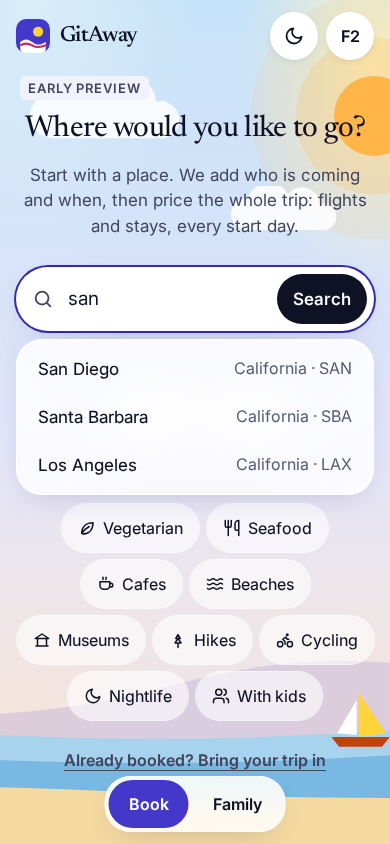 GitAway
F2
EARLY PREVIEW
Where would you like to go?
Start with a place. We add who is coming
and when, then price the whole trip: flights
and stays, every start day.
san
Search
San Diego California · SAN
Santa Barbara California · SBA
Los Angeles California · LAX
Vegetarian Seafood
Cafes Beaches
Museums Hikes Cycling
Nightlife With kids
Already booked? Bring your trip in
Book Family